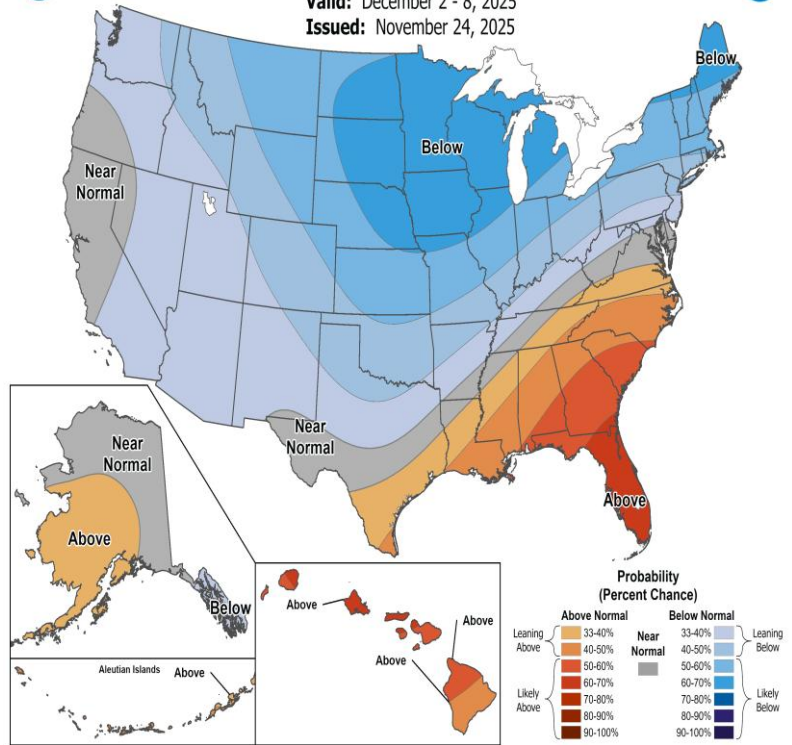 Valid: December 2 - 8, 2025
Issued: November 24, 2025
Below
Below
Near
Normal
Near
Normal
Near
Normal
Above
Below
Above
Aleutian Islands
Above
Above
Above
Above
Probability
(Percent Chance)
Above Normal
Below Normal
Leaning
Above
33-40%
40-50%
Near
Normal
33-40%
40-50%
Leaning
Below
Likely
Above
50-60%
60-70%
70-80%
80-90%
90-100%
50-60%
60-70%
70-80%
80-90%
90-100%
Likely
Below